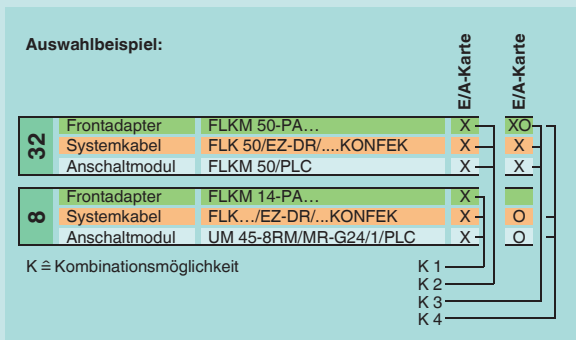 Auswahlbeispiel:
E/A-Karte
E/A-Karte
32
Frontadapter FLKM 50-PA… X XO
Systemkabel FLK 50/EZ-DR/....KONFEK X X
Anschaltmodul FLKM 50/PLC X X
8
Frontadapter FLKM 14-PA… X
Systemkabel FLK…/EZ-DR/...KONFEK X O
Anschaltmodul UM 45-8RM/MR-G24/1/PLC X O
K ≙ Kombinationsmöglichkeit K 1
K 2
K 3
K 4